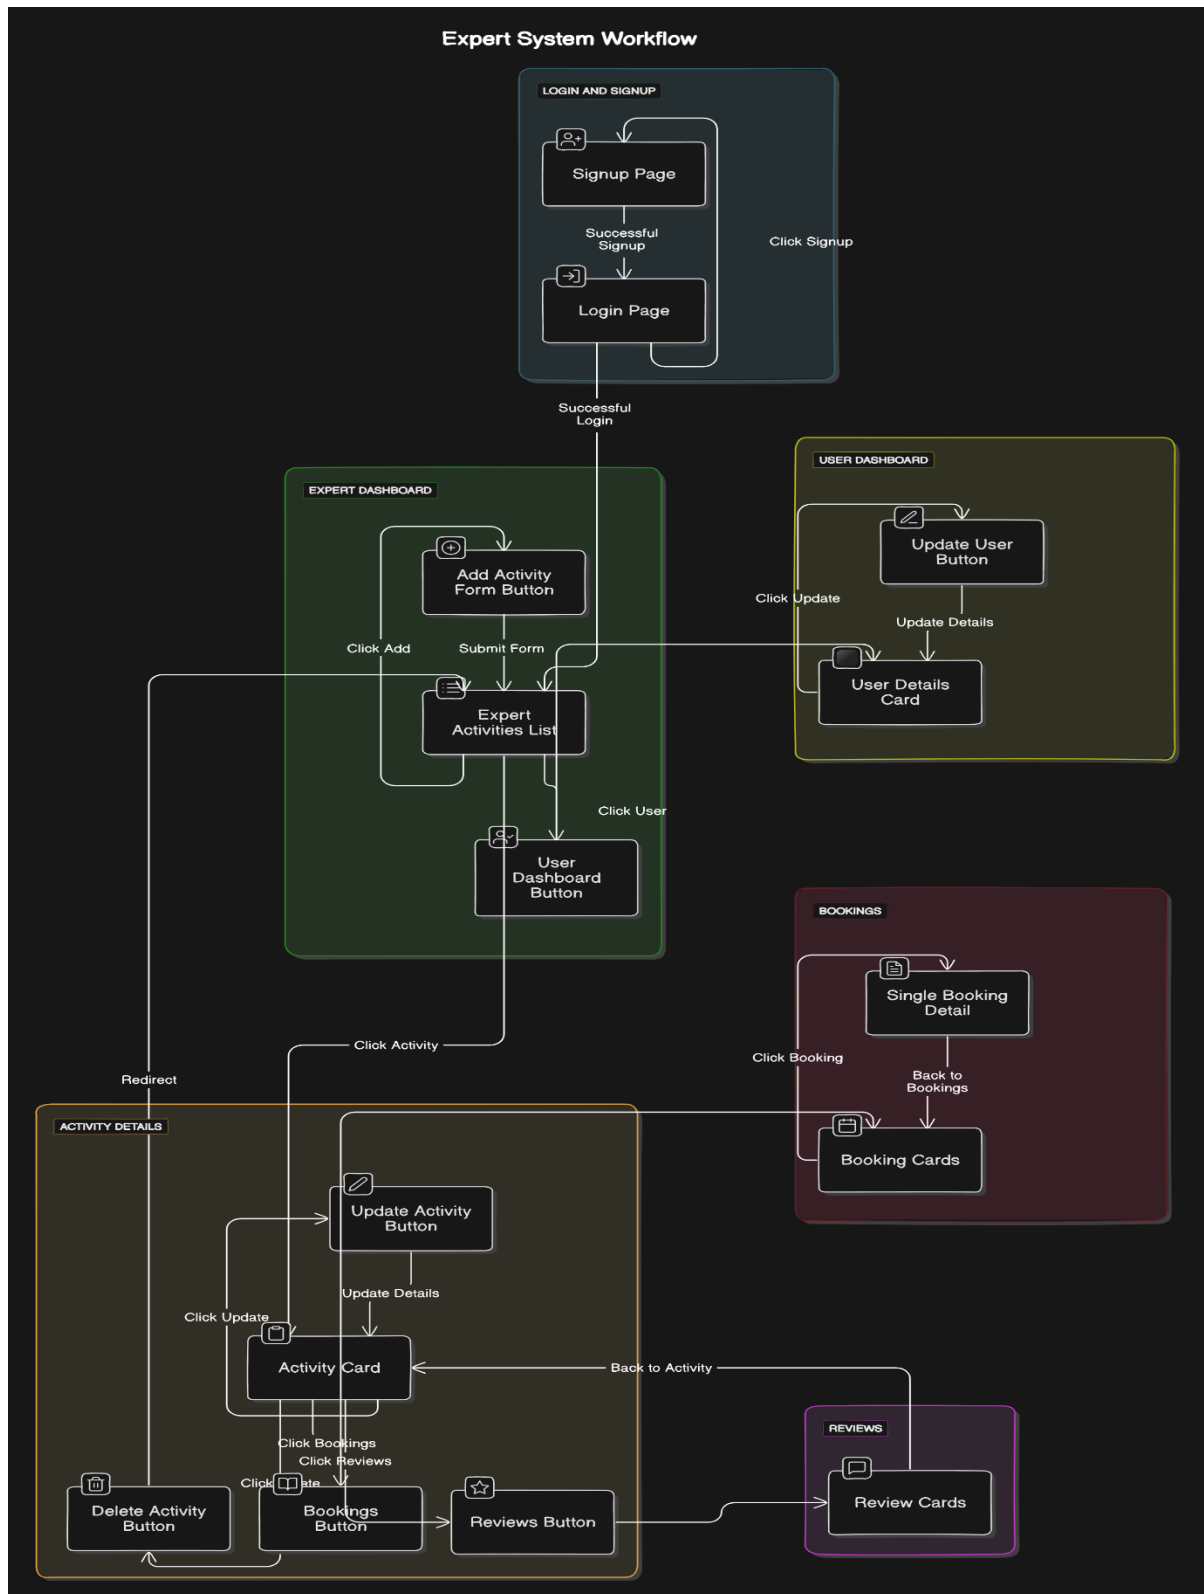 Expert System Workflow
LOGIN AND SIGNUP
Signup Page
Successful
Signup
Click Signup
Login Page
Successful
Login
USER DASHBOARD
EXPERT DASHBOARD
Update User
Button
Add Activity
Form Button
Click Update
Update Details
Click Add
Submit Form
User Details
Card
Expert
Activities List
Click User
User
Dashboard
Button
BOOKINGS
Single Booking
Detail
Click Activity
Click Booking
Back to
Bookings
Redirect
ACTIVITY DETAILS
Booking Cards
Update Activity
Button
Update Details
Click Update
Activity Card
Back to Activity
REVIEWS
Click Bookings
Click Reviews
Review Cards
Delete Activity
Button
Bookings
Button
Reviews Button